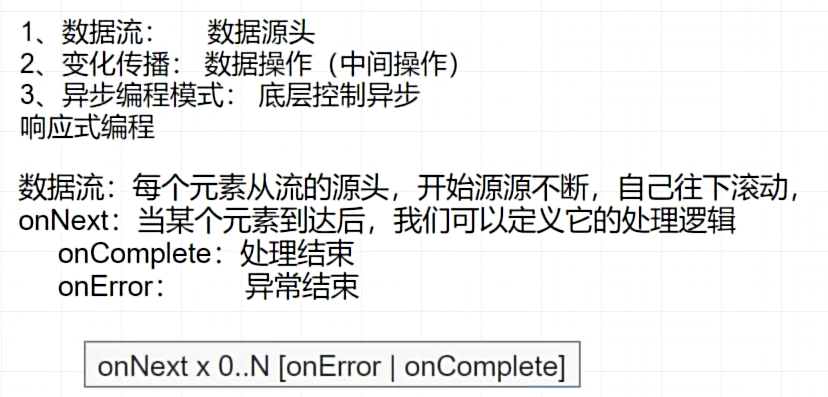 1、数据流： 数据源头
2、变化传播： 数据操作（中间操作）
3、异步编程模式： 底层控制异步
响应式编程
数据流：每个元素从流的源头，开始源源不断，自己往下滚动，
onNext：当某个元素到达后，我们可以定义它的处理逻辑
onComplete：处理结束
onError： 异常结束
onNext x 0..N [onError | onComplete]